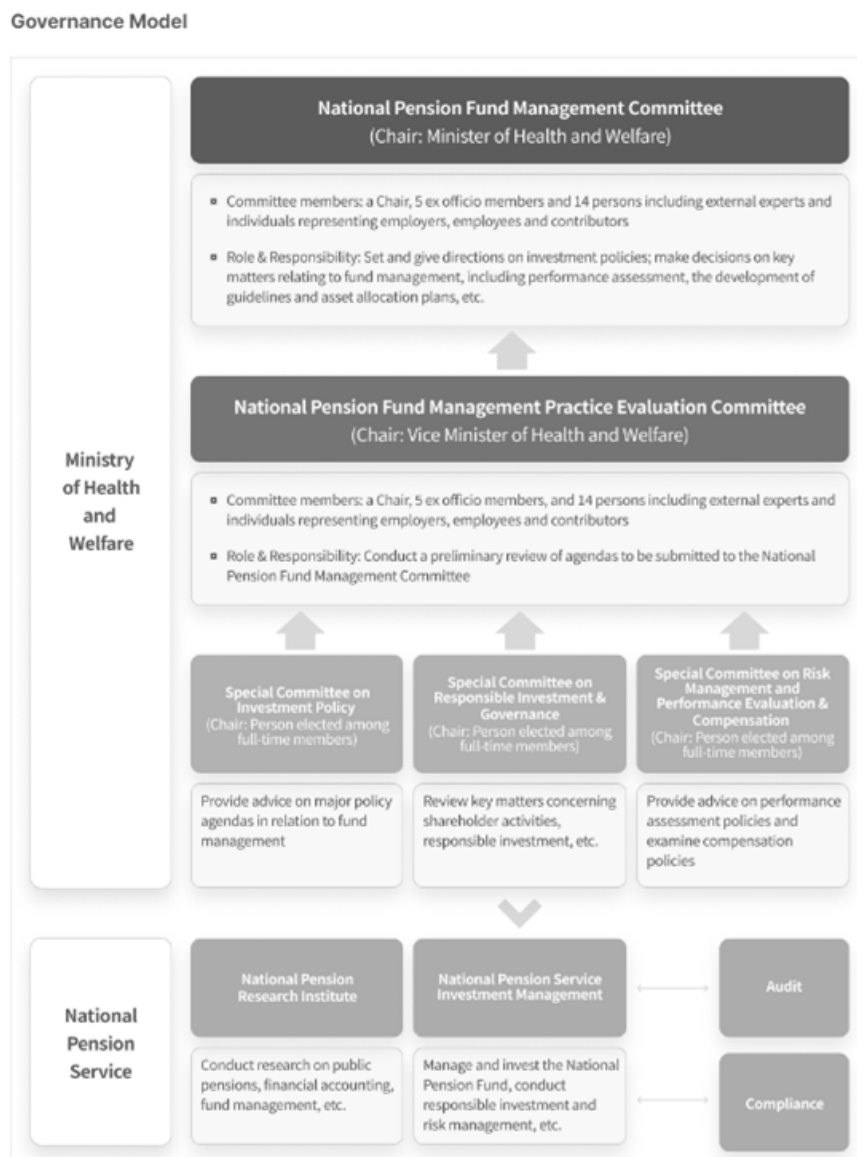 Governance Model
National Pension Fund Management Committee
(Chair: Minister of Health and Welfare)
Committee members: a Chair, 5 ex officio members and 14 persons including external experts and
individuals representing employers, employees and contributors
Role & Responsibility: Set and give directions on investment policies; make decisions on key
matters relating to fund management, including performance assessment, the development of
guidelines and asset allocation plans, etc.
National Pension Fund Management Practice Evaluation Committee
(Chair: Vice Minister of Health and Welfare)
Ministry
of Health
and
Welfare
Committee members: a Chair, 5 ex officio members, and 14 persons including external experts and
individuals representing employers, employees and contributors
Role & Responsibility: Conduct a preliminary review of agendas to be submitted to the National
Pension Fund Management Committee
Special Committee on
Investment Policy
(Chair: Person elected among
full-time members)
Special Committee on
Responsible Investment &
Governance
(Chair: Person elected among
full-time members)
Special Committee on Risk
Management and
Performance Evaluation &
Compensation
(Chair: Person elected among
full-time members)
Provide advice on major policy
agendas in relation to fund
management
Review key matters concerning
shareholder activities,
responsible investment, etc.
Provide advice on performance
assessment policies and
examine compensation
policies
National
Pension
Service
National Pension
Research Institute
National Pension Service
Investment Management
Audit
Conduct research on public
pensions, financial accounting,
fund management, etc.
Manage and invest the National
Pension Fund, conduct
responsible investment and
risk management, etc.
Compliance